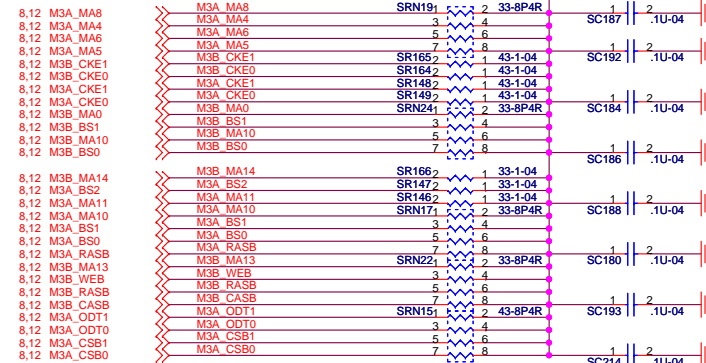 8,12 M3A_MA8 M3A_MA8 SRN19 1 2 33-8P4R 1 2 SC187 .1U-04
8,12 M3A_MA4 M3A_MA4 3 4
8,12 M3A_MA6 M3A_MA6 5 6
8,12 M3A_MA5 M3A_MA5 7 8 1 2 SC192 .1U-04
8,12 M3B_CKE1 M3B_CKE1 SR165 2 1 43-1-04
8,12 M3B_CKE0 M3B_CKE0 SR164 2 1 43-1-04
8,12 M3A_CKE1 M3A_CKE1 SR148 2 1 43-1-04
8,12 M3A_CKE0 M3A_CKE0 SR149 2 1 43-1-04 1 2 SC184 .1U-04
8,12 M3B_MA0 M3B_MA0 SRN24 1 2 33-8P4R
8,12 M3B_BS1 M3B_BS1 3 4
8,12 M3B_MA10 M3B_MA10 5 6
8,12 M3B_BS0 M3B_BS0 7 8 1 2 SC186 .1U-04
8,12 M3B_MA14 M3B_MA14 SR166 2 1 33-1-04
8,12 M3A_BS2 M3A_BS2 SR147 2 1 33-1-04
8,12 M3A_MA11 M3A_MA11 SR146 2 1 33-1-04 1 2 SC188 .1U-04
8,12 M3A_MA10 M3A_MA10 SRN17 1 2 33-8P4R
8,12 M3A_BS1 M3A_BS1 3 4
8,12 M3A_BS0 M3A_BS0 5 6
8,12 M3A_RASB M3A_RASB 7 8 1 2 SC180 .1U-04
8,12 M3B_MA13 M3B_MA13 SRN22 1 2 33-8P4R
8,12 M3B_WEB M3B_WEB 3 4
8,12 M3B_RASB M3B_RASB 5 6
8,12 M3B_CASB M3B_CASB 7 8 1 2 SC193 .1U-04
8,12 M3A_ODT1 M3A_ODT1 SRN15 1 2 43-8P4R
8,12 M3A_ODT0 M3A_ODT0 3 4
8,12 M3A_CSB1 M3A_CSB1 5 6
8,12 M3A_CSB0 M3A_CSB0 7 8 1 2 SC214 .1U-04